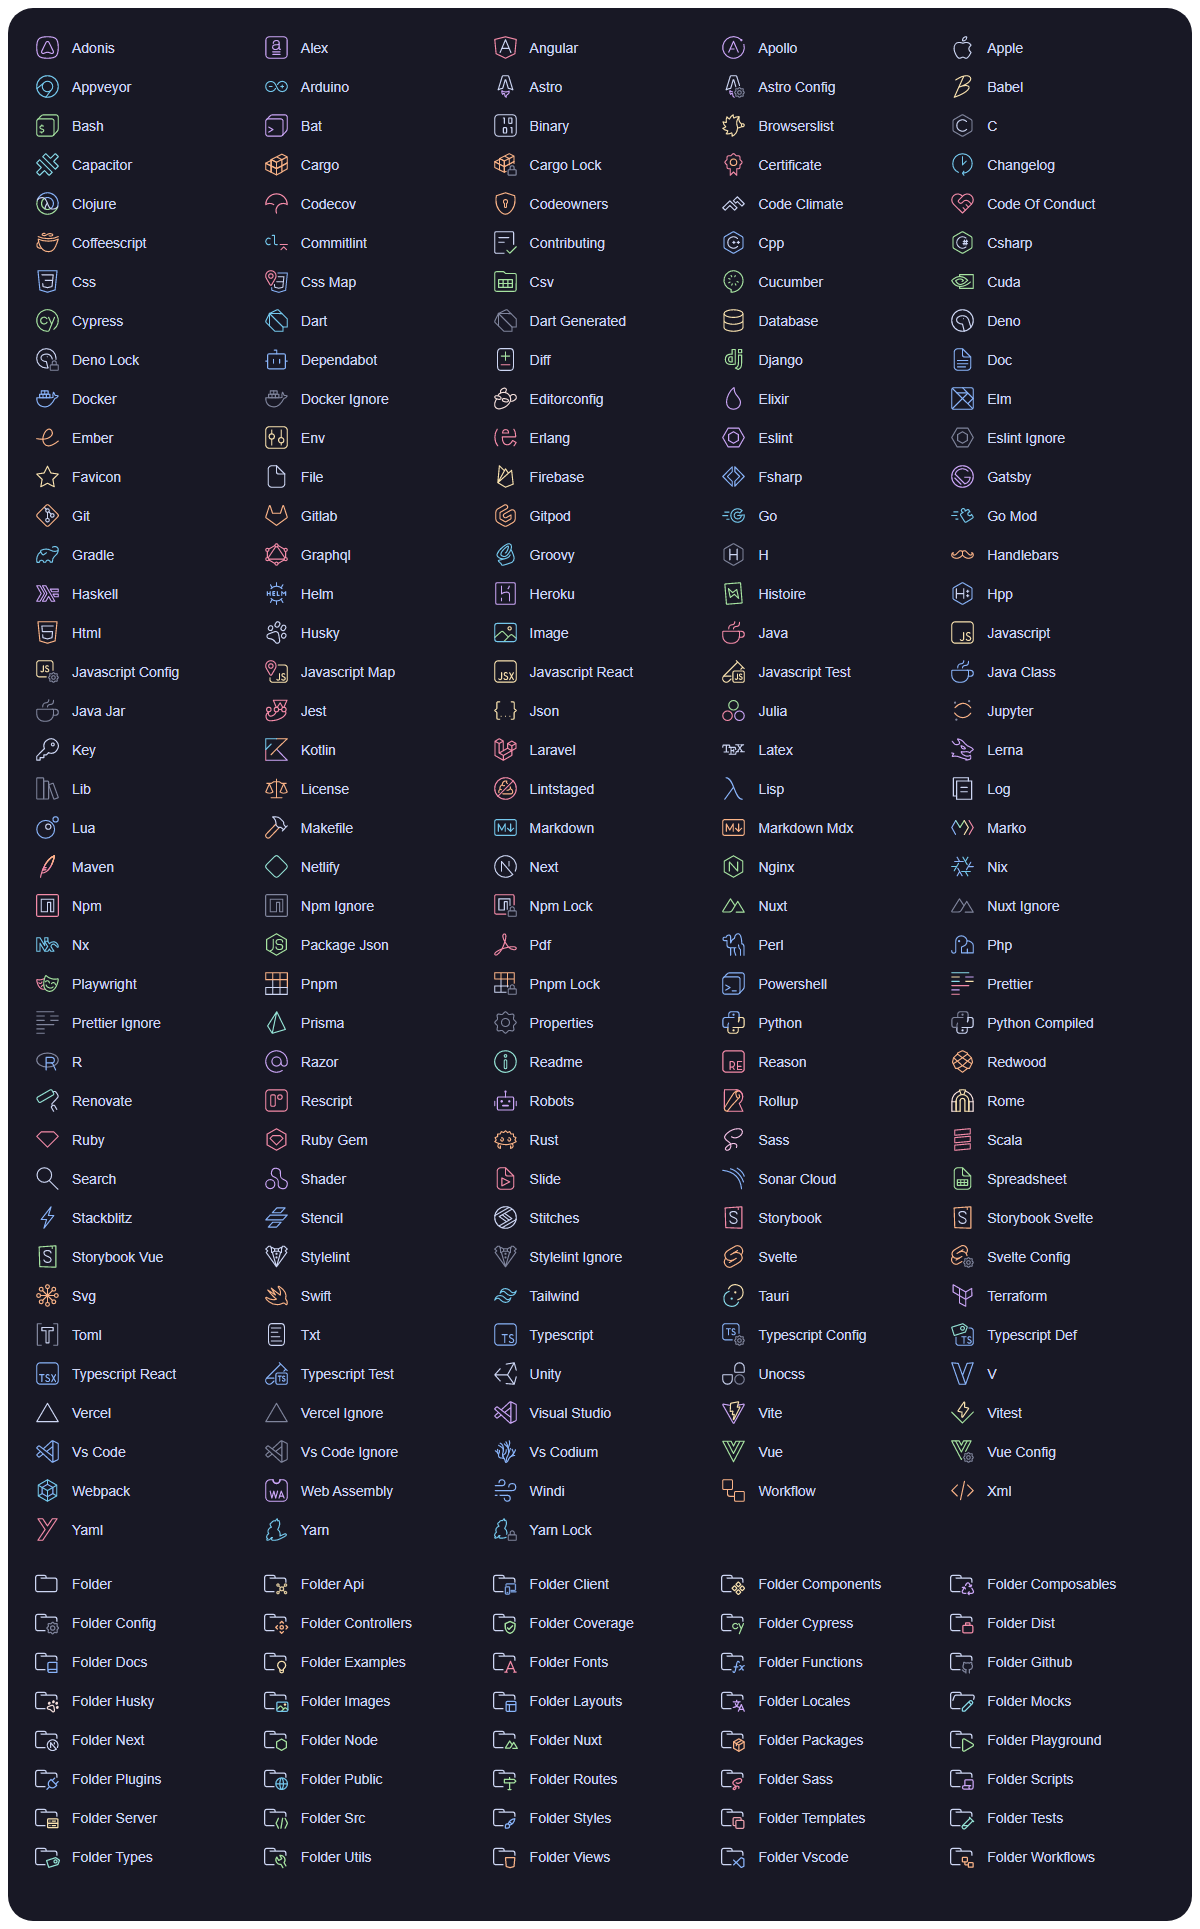 Adonis Alex Angular Apollo Apple
Appveyor Arduino Astro Astro Config Babel
Bash Bat Binary Browserslist C
Capacitor Cargo Cargo Lock Certificate Changelog
Clojure Codecov Codeowners Code Climate Code Of Conduct
Coffeescript Commitlint Contributing Cpp Csharp
Css Css Map Csv Cucumber Cuda
Cypress Dart Dart Generated Database Deno
Deno Lock Dependabot Diff Django Doc
Docker Docker Ignore Editorconfig Elixir Elm
Ember Env Erlang Eslint Eslint Ignore
Favicon File Firebase Fsharp Gatsby
Git Gitlab Gitpod Go Go Mod
Gradle Graphql Groovy H Handlebars
Haskell Helm Heroku Histoire Hpp
Html Husky Image Java Javascript
Javascript Config Javascript Map Javascript React Javascript Test Java Class
Java Jar Jest Json Julia Jupyter
Key Kotlin Laravel Latex Lerna
Lib License Lintstaged Lisp Log
Lua Makefile Markdown Markdown Mdx Marko
Maven Netlify Next Nginx Nix
Npm Npm Ignore Npm Lock Nuxt Nuxt Ignore
Nx Package Json Pdf Perl Php
Playwright Pnpm Pnpm Lock Powershell Prettier
Prettier Ignore Prisma Properties Python Python Compiled
R Razor Readme Reason Redwood
Renovate Rescript Robots Rollup Rome
Ruby Ruby Gem Rust Sass Scala
Search Shader Slide Sonar Cloud Spreadsheet
Stackblitz Stencil Stitches Storybook Storybook Svelte
Storybook Vue Stylelint Stylelint Ignore Svelte Svelte Config
Svg Swift Tailwind Tauri Terraform
Toml Txt Typescript Typescript Config Typescript Def
Typescript React Typescript Test Unity Unocss V
Vercel Vercel Ignore Visual Studio Vite Vitest
Vs Code Vs Code Ignore Vs Codium Vue Vue Config
Webpack Web Assembly Windi Workflow Xml
Yaml Yarn Yarn Lock
Folder Folder Api Folder Client Folder Components Folder Composables
Folder Config Folder Controllers Folder Coverage Folder Cypress Folder Dist
Folder Docs Folder Examples Folder Fonts Folder Functions Folder Github
Folder Husky Folder Images Folder Layouts Folder Locales Folder Mocks
Folder Next Folder Node Folder Nuxt Folder Packages Folder Playground
Folder Plugins Folder Public Folder Routes Folder Sass Folder Scripts
Folder Server Folder Src Folder Styles Folder Templates Folder Tests
Folder Types Folder Utils Folder Views Folder Vscode Folder Workflows